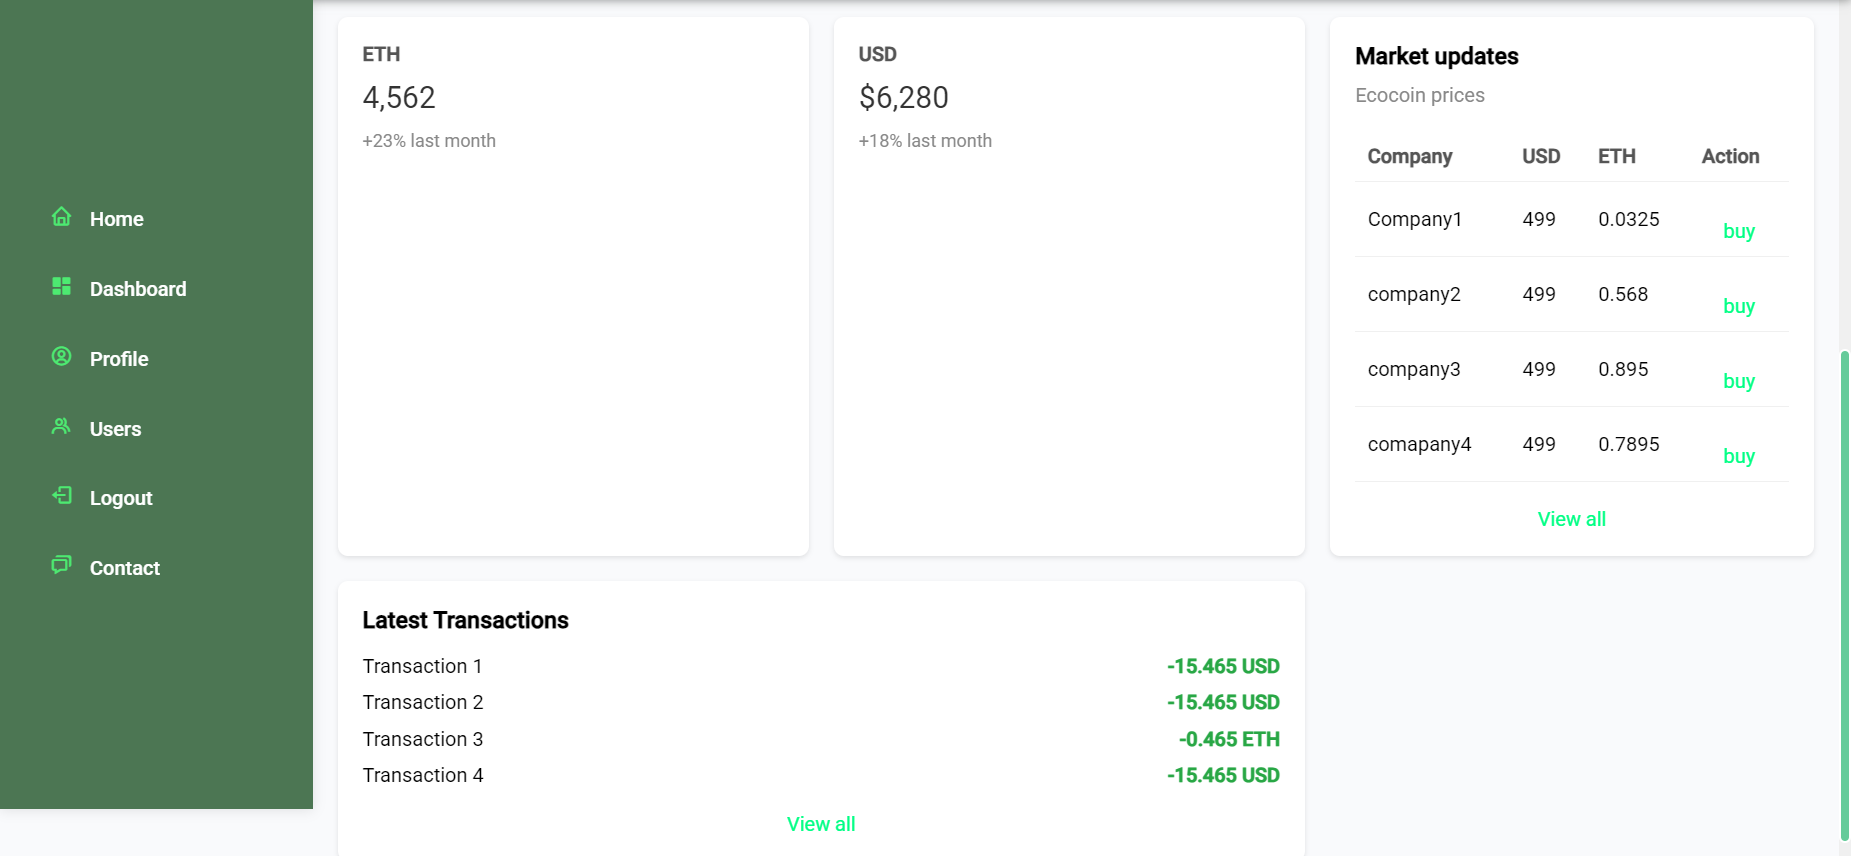 Home
Dashboard
Profile
Users
Logout
Contact
ETH
4,562
+23% last month
USD
$6,280
+18% last month
Market updates
Ecocoin prices
Company USD ETH Action
Company1 499 0.0325 buy
company2 499 0.568 buy
company3 499 0.895 buy
comapany4 499 0.7895 buy
View all
Latest Transactions
Transaction 1 -15.465 USD
Transaction 2 -15.465 USD
Transaction 3 -0.465 ETH
Transaction 4 -15.465 USD
View all